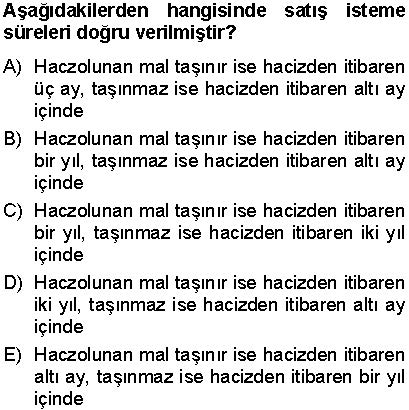 Aşağıdakilerden hangisinde satış isteme
süreleri doğru verilmiştir?
A) Haczolunan mal taşınır ise hacizden itibaren
üç ay, taşınmaz ise hacizden itibaren altı ay
içinde
B) Haczolunan mal taşınır ise hacizden itibaren
bir yıl, taşınmaz ise hacizden itibaren altı ay
içinde
C) Haczolunan mal taşınır ise hacizden itibaren
bir yıl, taşınmaz ise hacizden itibaren iki yıl
içinde
D) Haczolunan mal taşınır ise hacizden itibaren
iki yıl, taşınmaz ise hacizden itibaren altı ay
içinde
E) Haczolunan mal taşınır ise hacizden itibaren
altı ay, taşınmaz ise hacizden itibaren bir yıl
içinde